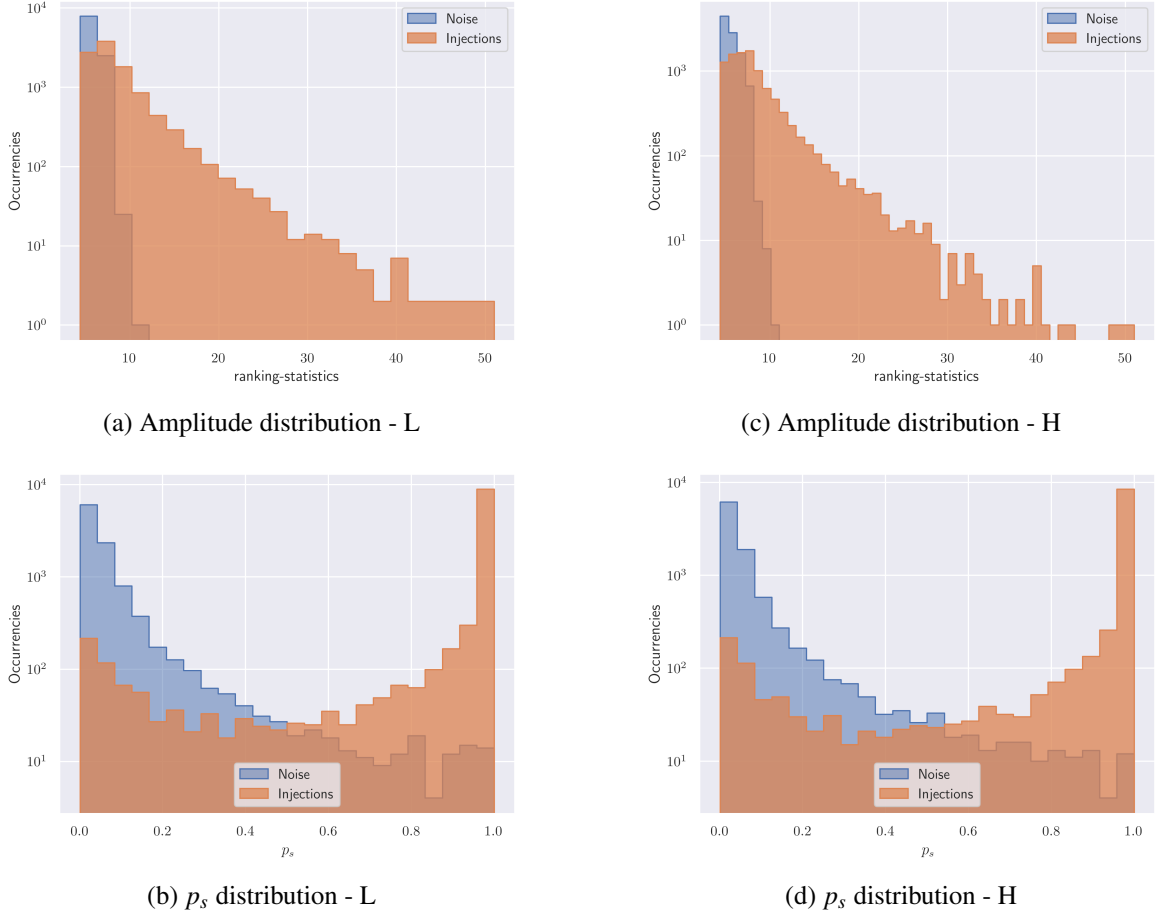 10^4
10^3
10^2
10^1
10^0
Occurrencies
Noise
Injections
10 20 30 40 50
ranking-statistics
(a) Amplitude distribution - L
10^3
10^2
10^1
10^0
Occurrencies
Noise
Injections
10 20 30 40 50
ranking-statistics
(c) Amplitude distribution - H
10^4
10^3
10^2
10^1
Occurrencies
Noise
Injections
0.0 0.2 0.4 0.6 0.8 1.0
p_s
(b) p_s distribution - L
10^4
10^3
10^2
10^1
Occurrencies
Noise
Injections
0.0 0.2 0.4 0.6 0.8 1.0
p_s
(d) p_s distribution - H